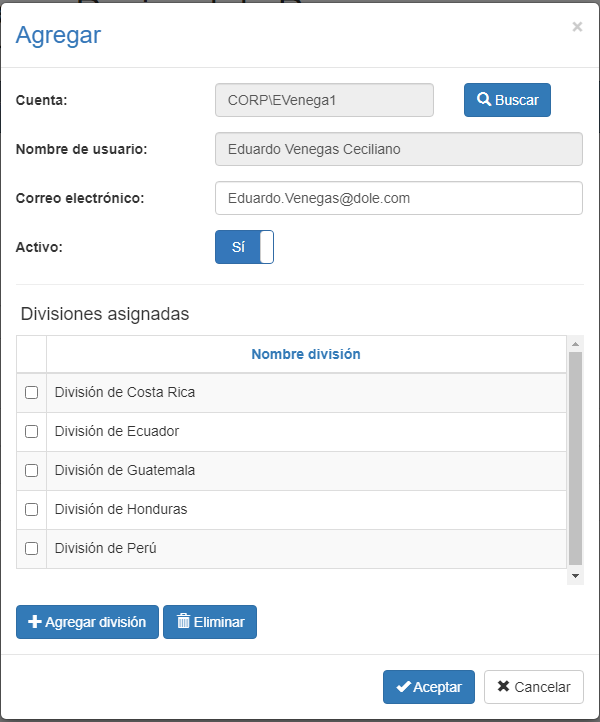 Agregar
×
Cuenta: CORP\EVenega1 Buscar
Nombre de usuario: Eduardo Venegas Ceciliano
Correo electrónico: Eduardo.Venegas@dole.com
Activo: Sí
Divisiones asignadas
Nombre división
División de Costa Rica
División de Ecuador
División de Guatemala
División de Honduras
División de Perú
Agregar división Eliminar
Aceptar Cancelar